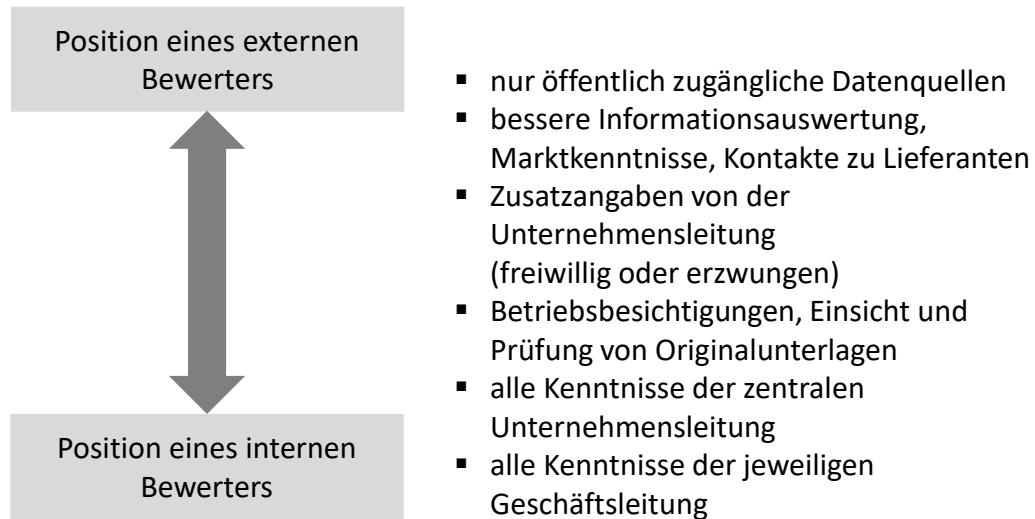 Position eines externen
Bewerters
▪ nur öffentlich zugängliche Datenquellen
▪ bessere Informationsauswertung,
Marktkenntnisse, Kontakte zu Lieferanten
▪ Zusatzangaben von der
Unternehmensleitung
(freiwillig oder erzwungen)
▪ Betriebsbesichtigungen, Einsicht und
Prüfung von Originalunterlagen
▪ alle Kenntnisse der zentralen
Unternehmensleitung
▪ alle Kenntnisse der jeweiligen
Geschäftsleitung
Position eines internen
Bewerters